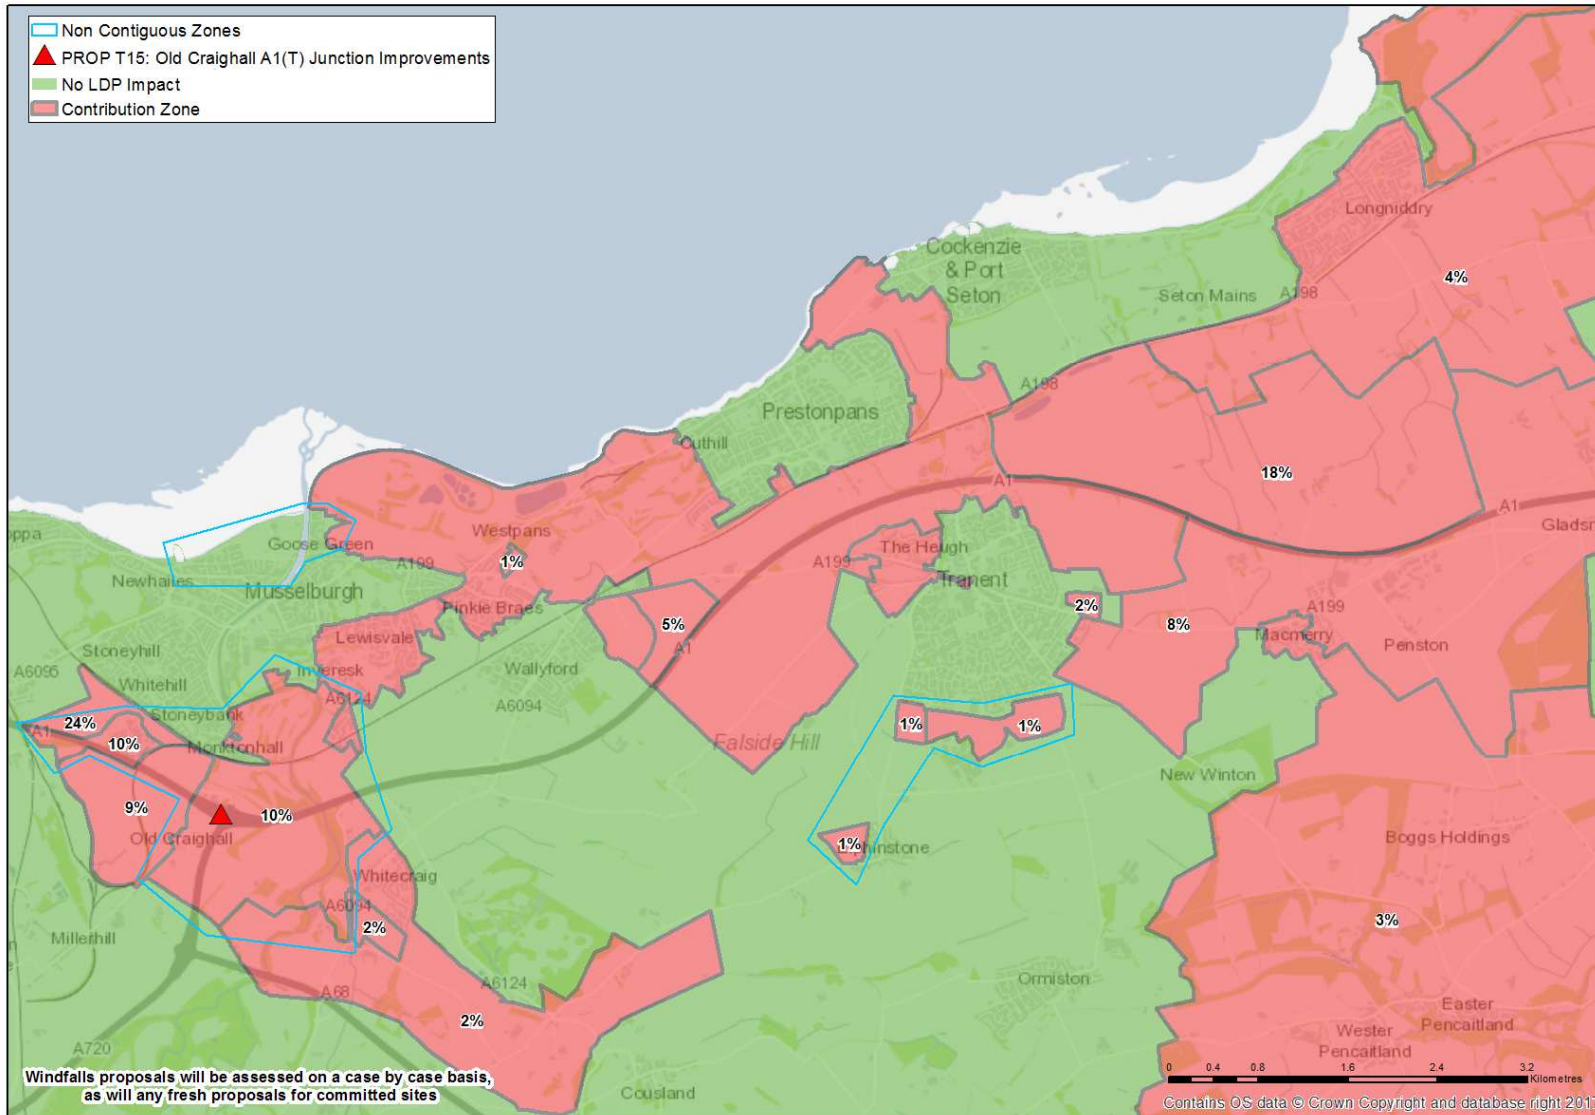 Non Contiguous Zones
PROP T15: Old Craighall A1(T) Junction Improvements
No LDP Impact
Contribution Zone
Longniddry
Cockenzie
& Port
Seton
4%
Seton Mains
A198
A198
Prestonpans
Cuthill
18%
A1
A1
Gladsm
oppa
Westpans
Goose Green
The Heugh
A199
A199
1%
Newhailes
Musselburgh
Tranent
Pinkie Braes
2%
A199
5%
8%
Lewisvale
Macmerry
Penston
Stoneyhill
A1
Wallyford
A6095
Inveresk
Whitehill
A6124
A6094
Stoneybank
24%
1%
1%
A1
10%
Monktonhall
Falside Hill
New Winton
9%
10%
Old Craighall
Boggs Holdings
1%
Elphinstone
Whitecraig
A6094
3%
2%
Millerhill
Ormiston
A6124
A68
Easter
Pencaitland
2%
Wester
Pencaitland
A720
Windfalls proposals will be assessed on a case by case basis,
as will any fresh proposals for committed sites
Cousland
0 0.4 0.8 1.6 2.4 3.2
Kilometres
Contains OS data © Crown Copyright and database right 201